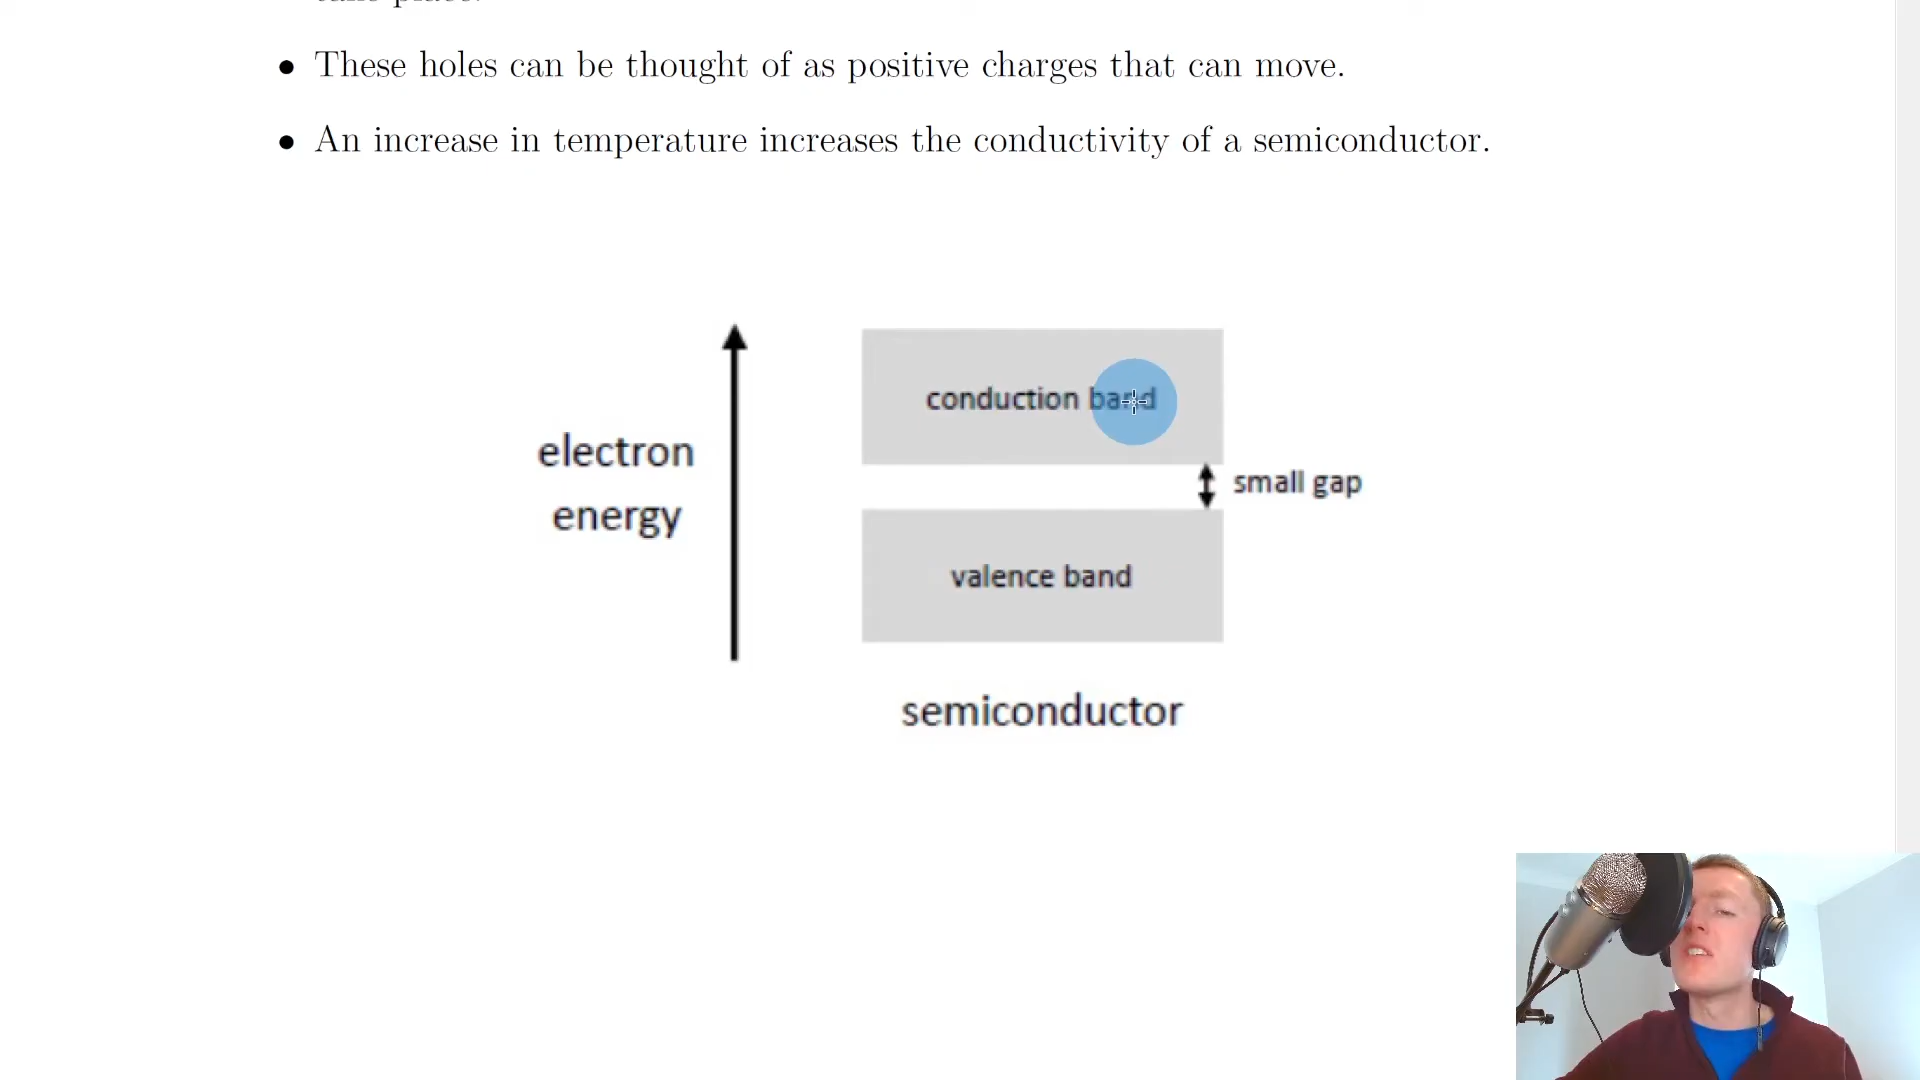 • These holes can be thought of as positive charges that can move.
• An increase in temperature increases the conductivity of a semiconductor.
electron
energy
conduction band
small gap
valence band
semiconductor